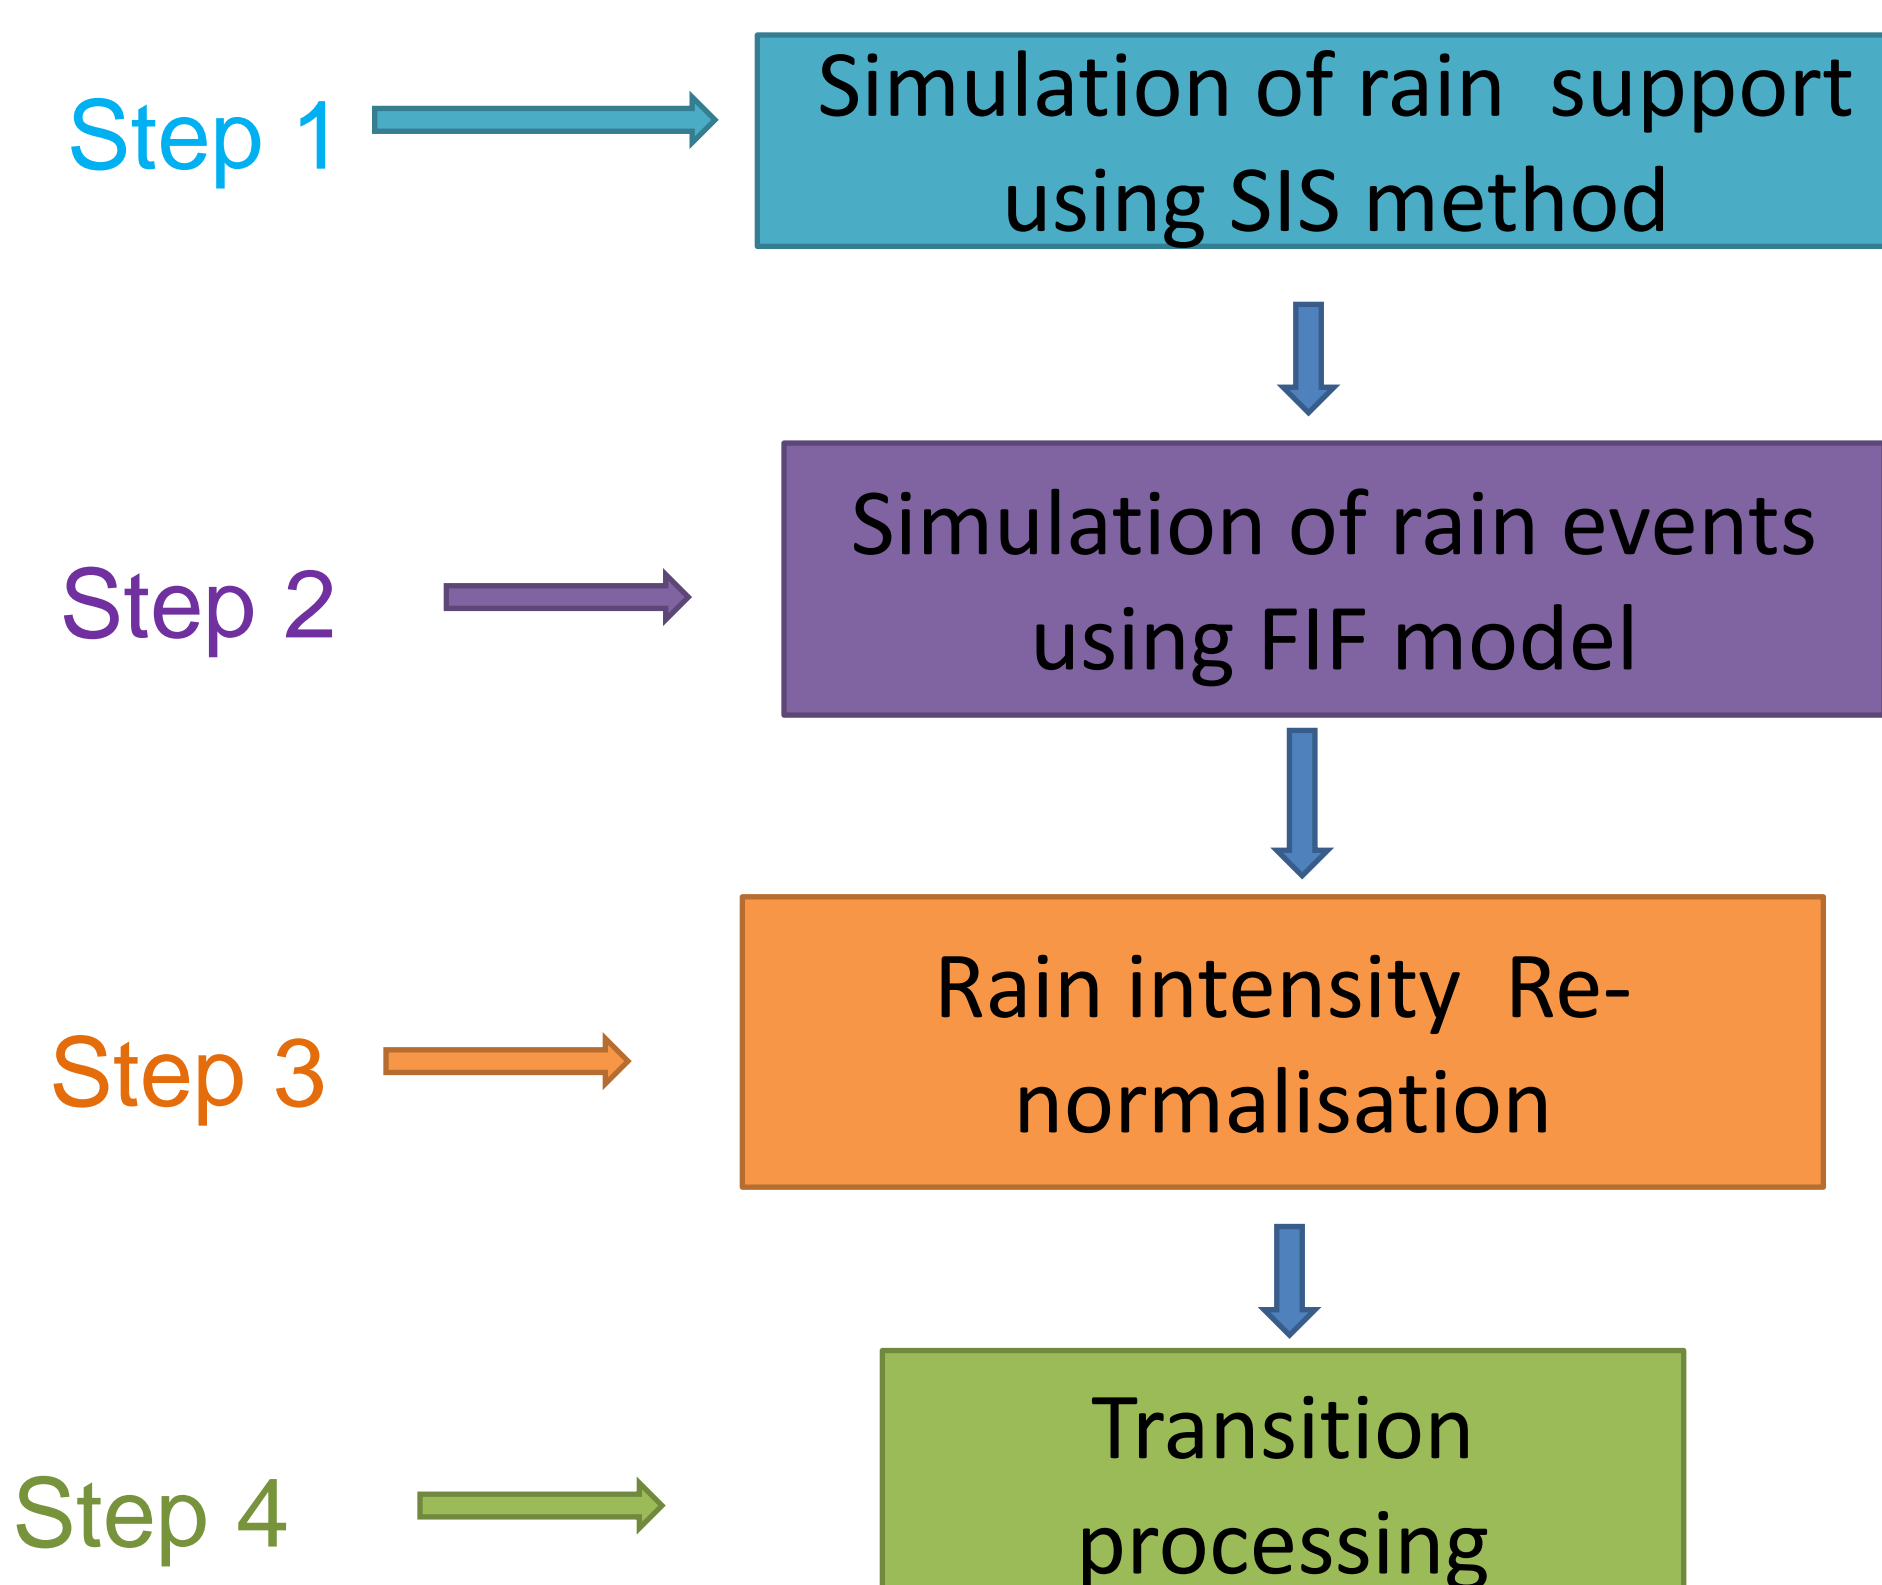 Step 1
Simulation of rain  support
using SIS method
Step 2
Simulation of rain events
using FIF model
Step 3
Rain intensity  Re-
normalisation
Step 4
Transition
processing